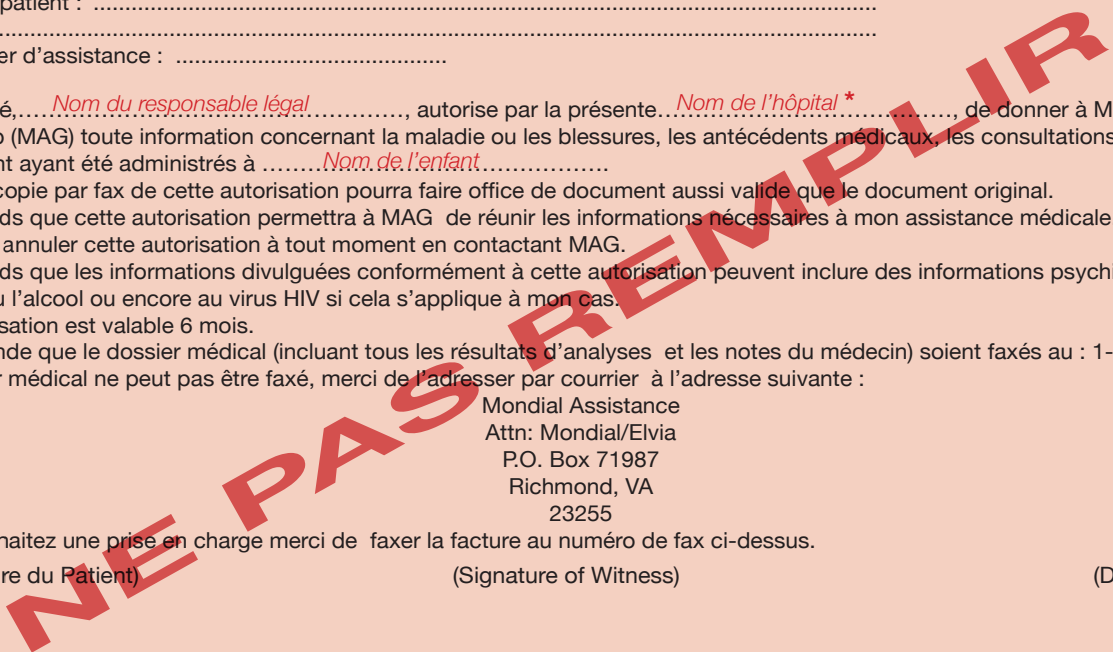 patient : ....................................................................................................
....................................................................................................
er d’assistance : .............................................
é,.... Nom du responsable légal ................, autorise par la présente.. Nom de l’hôpital * ................, de donner à M
p (MAG) toute information concernant la maladie ou les blessures, les antécédents médicaux, les consultations
nt ayant été administrés à ......... Nom de l’enfant .....................
copie par fax de cette autorisation pourra faire office de document aussi valide que le document original.
ds que cette autorisation permettra à MAG de réunir les informations nécessaires à mon assistance médicale
annuler cette autorisation à tout moment en contactant MAG.
ds que les informations divulguées conformément à cette autorisation peuvent inclure des informations psychi
u l’alcool ou encore au virus HIV si cela s’applique à mon cas.
sation est valable 6 mois.
nde que le dossier médical (incluant tous les résultats d’analyses et les notes du médecin) soient faxés au : 1-
r médical ne peut pas être faxé, merci de l’adresser par courrier à l’adresse suivante :
Mondial Assistance
Attn: Mondial/Elvia
P.O. Box 71987
Richmond, VA
23255
haitez une prise en charge merci de faxer la facture au numéro de fax ci-dessus.
re du Patient) (Signature of Witness) (D
NE PAS REMPLIR